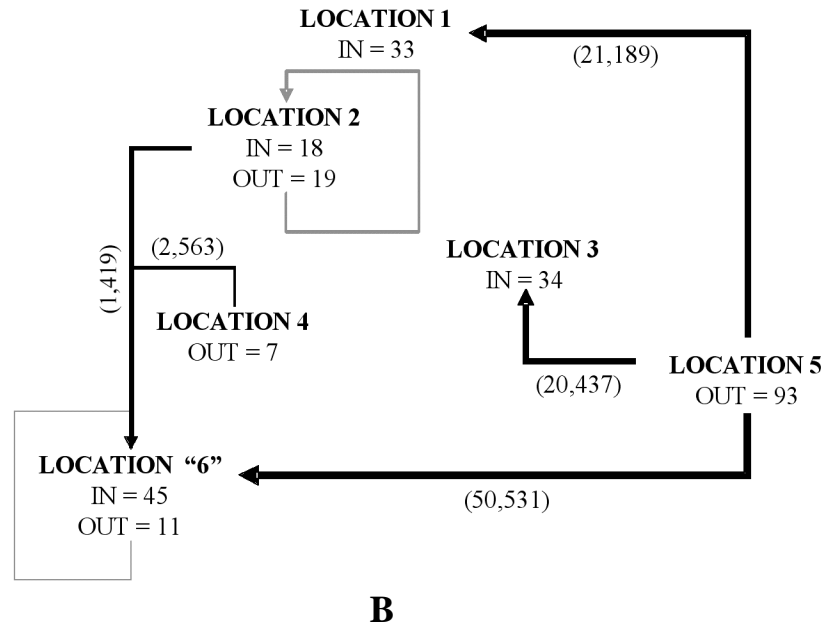 LOCATION 1
IN = 33
(21,189)
LOCATION 2
IN = 18
OUT = 19
(1,419)
(2,563)
LOCATION 3
IN = 34
LOCATION 4
OUT = 7
LOCATION 5
OUT = 93
(20,437)
LOCATION “6”
IN = 45
OUT = 11
(50,531)
B